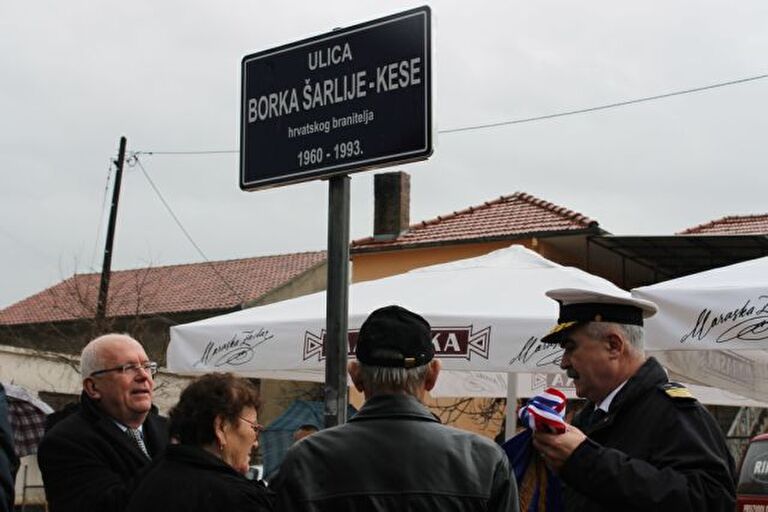 ULICA
BORKA ŠARLIJE-KESE
hrvatskog branitelja
1960 - 1993.
Maraska Zadar
Maraska